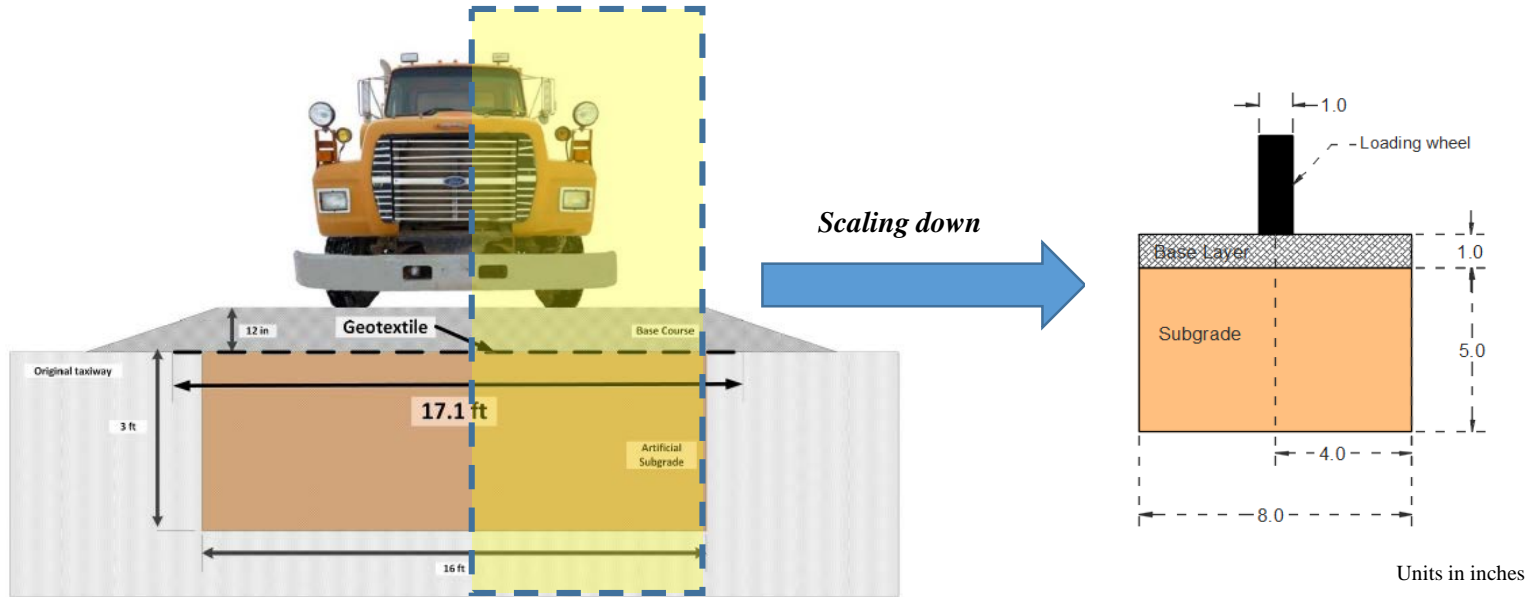 Scaling down
12 in
Geotextile
Base Course
Original taxiway
17.1 ft
3 ft
Artificial
Subgrade
16 ft
1.0
Loading wheel
Base Layer
1.0
Subgrade
5.0
4.0
8.0
Units in inches
Ford